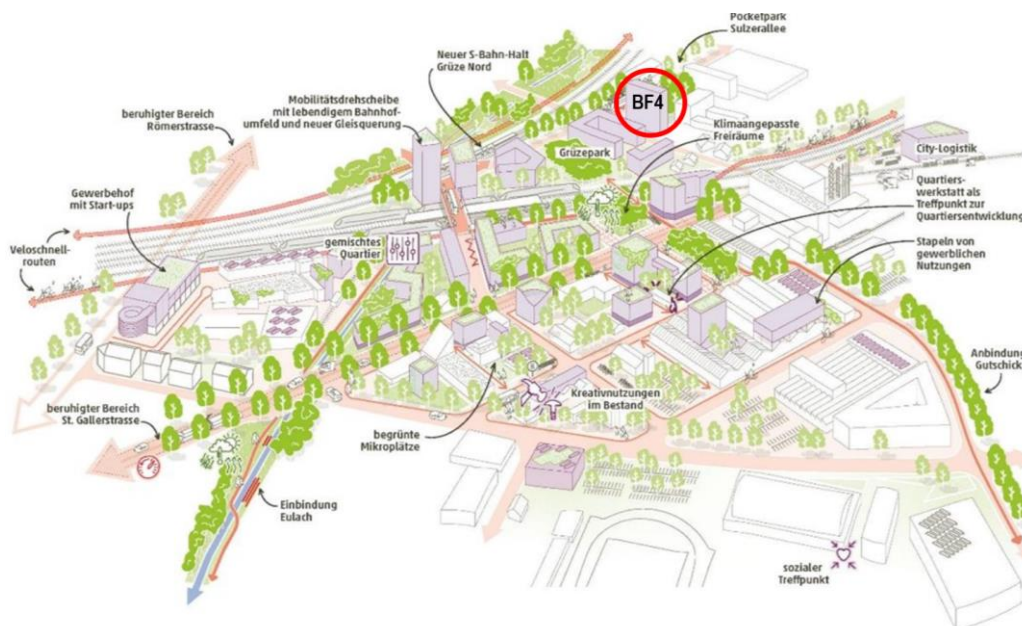 Pocketpark
Sulzerallee
Neuer S-Bahn-Halt
Grüze Nord
BF4
Mobilitätsdrehscheibe
mit lebendigem Bahnhof-
umfeld und neuer Gleisquerung
beruhigter Bereich
Römerstrasse
Klimaangepasste
Freiräume
Grüzepark
City-Logistik
Gewerbehof
mit Start-ups
Quartiers-
werkstatt als
Treffpunkt zur
Quartiersentwicklung
Veloschnell-
routen
gemischtes
Quartier
Stapeln von
gewerblichen
Nutzungen
Anbindung
Gutschick
beruhigter Bereich
St. Gallerstrasse
Kreativnutzungen
im Bestand
begrünte
Mikroplätze
Einbindung
Eulach
sozialer
Treffpunkt